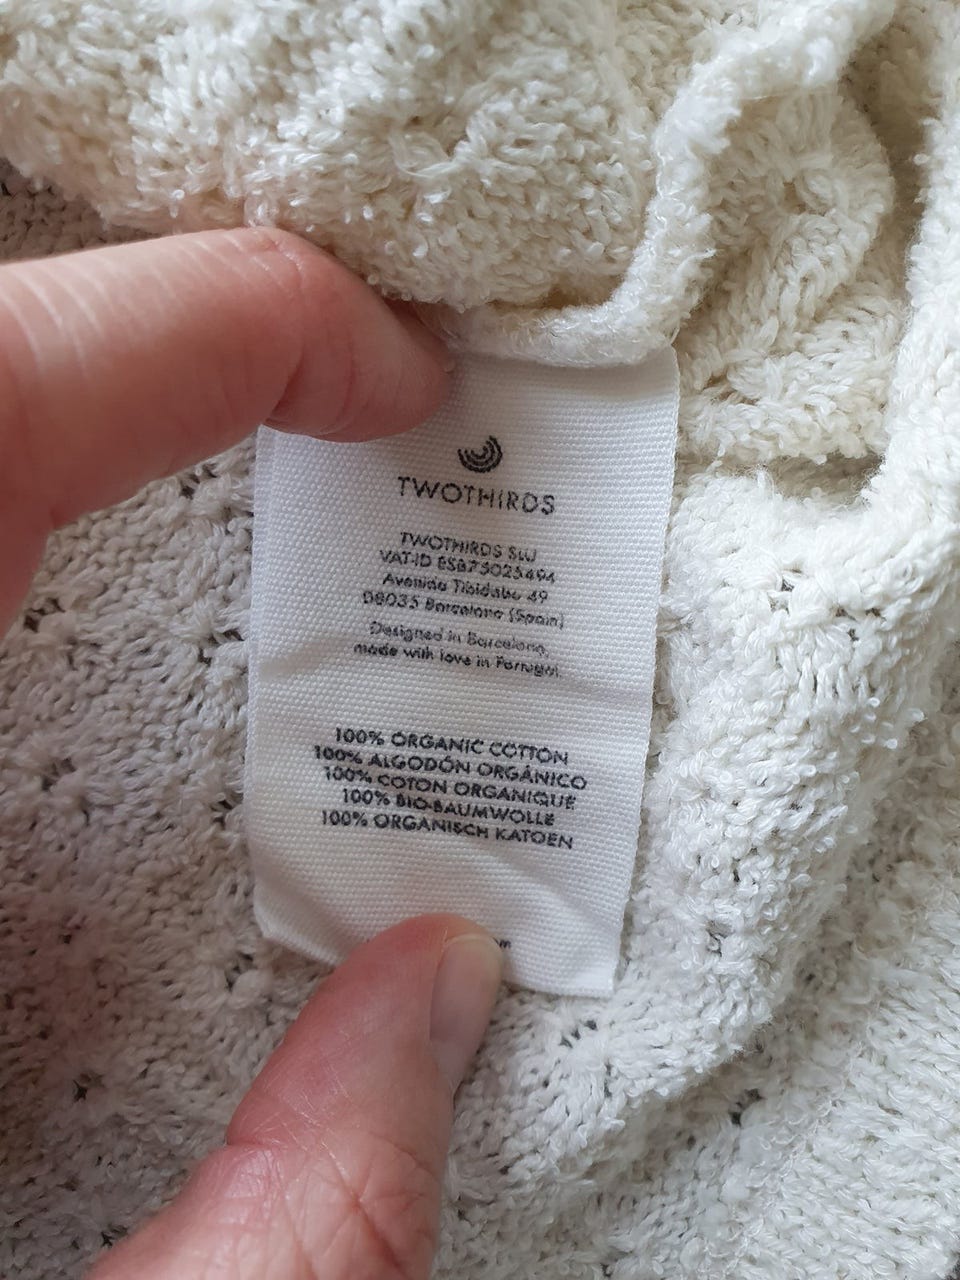 TWOTHIRDS
TWOTHIRDS SLU
VAT-ID ESB75025494
Avenida Tibidabo 49
08035 Barcelona (Spain)
Designed in Barcelona,
made with love in Portugal.
100% ORGANIC COTTON
100% ALGODÓN ORGÁNICO
100% COTON ORGANIQUE
100% BIO-BAUMWOLLE
100% ORGANISCH KATOEN